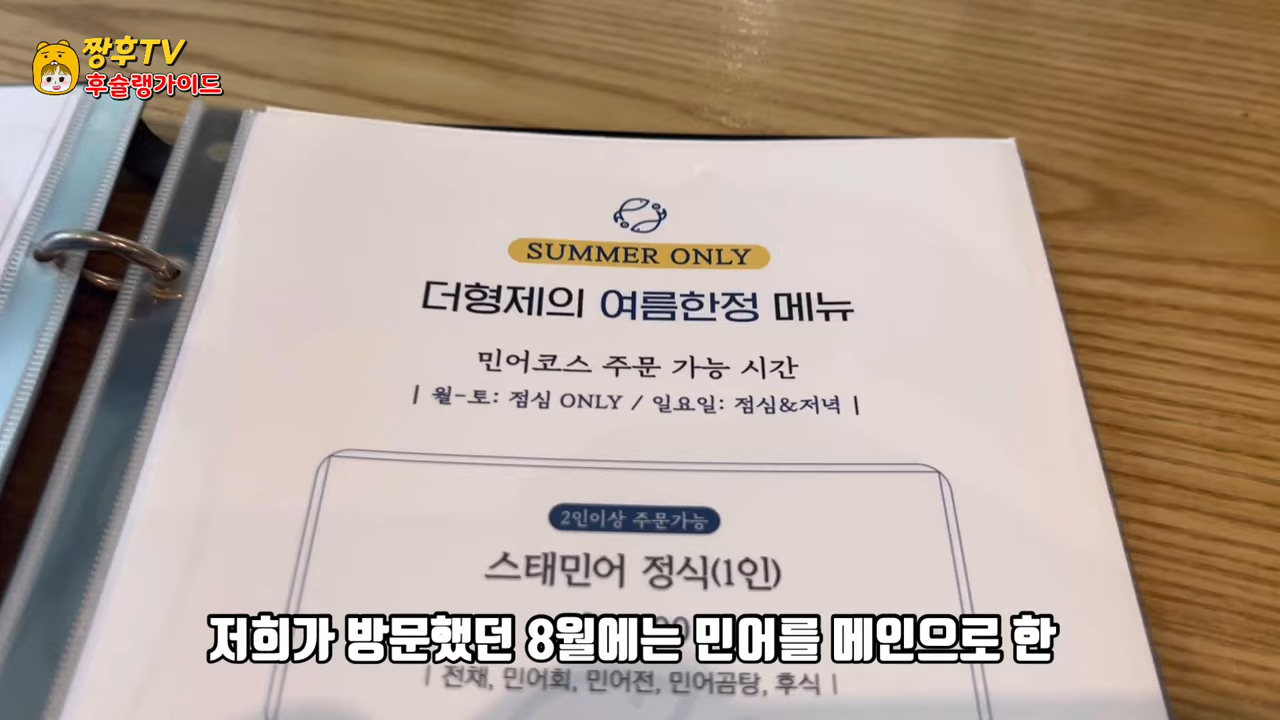 짱후TV
후슐랭가이드
SUMMER ONLY
더형제의 여름한정 메뉴
민어코스 주문 가능 시간
| 월-토: 점심 ONLY / 일요일: 점심&저녁 |
2인이상 주문가능
스태민어 정식(1인)
저희가 방문했던 8월에는 민어를 메인으로 한
| 전채, 민어회, 민어전, 민어곰탕, 후식 |